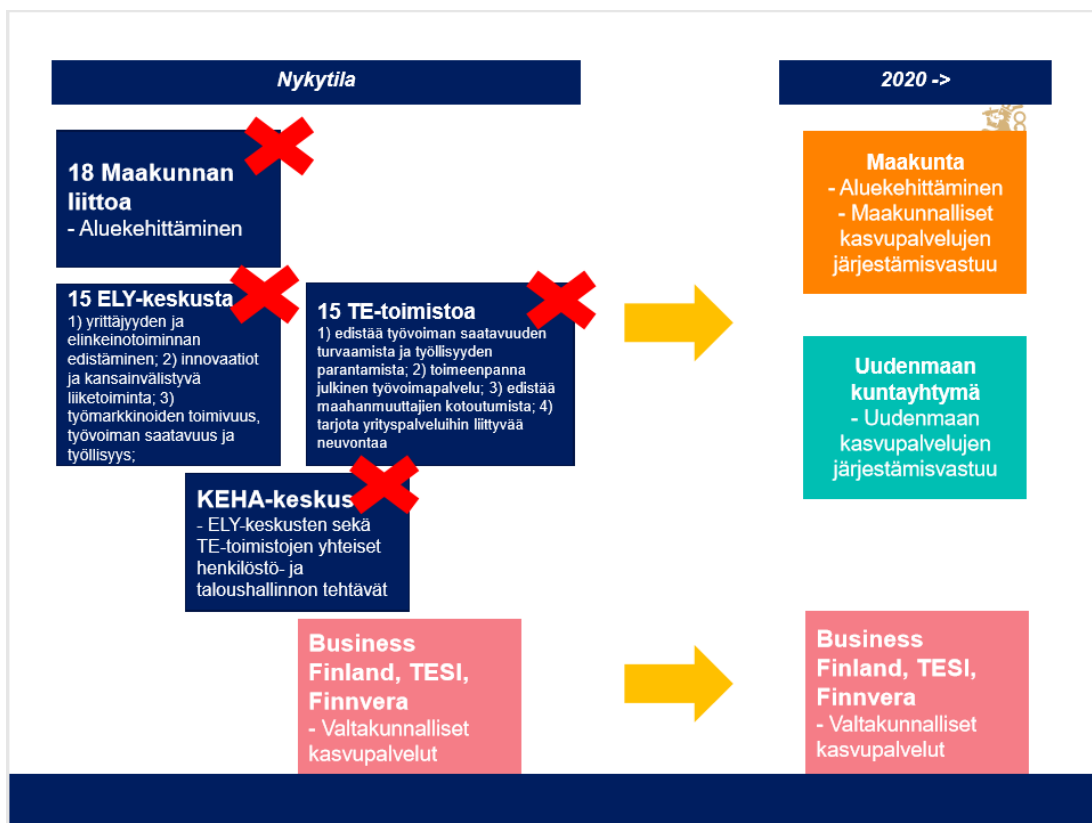 Nykytila
18 Maakunnan
liittoa
- Aluekehittäminen
15 ELY-keskusta
1) yrittäjyyden ja
elinkeinotoiminnan
edistäminen; 2) innovaatiot
ja kansainvälistyvä
liiketoiminta; 3)
työmarkkinoiden toimivuus,
työvoiman saatavuus ja
työllisyys;
15 TE-toimistoa
1) edistää työvoiman saatavuuden
turvaamista ja työllisyyden
parantamista; 2) toimeenpanna
julkinen työvoimapalvelu; 3) edistää
maahanmuuttajien kotoutumista; 4)
tarjota yrityspalveluihin liittyvää
neuvontaa
KEHA-keskus
- ELY-keskusten sekä
TE-toimistojen yhteiset
henkilöstö- ja
taloushallinnon tehtävät
Business
Finland, TESI,
Finnvera
- Valtakunnalliset
kasvupalvelut
2020 ->
Maakunta
- Aluekehittäminen
- Maakunnalliset
kasvupalvelujen
järjestämisvastuu
Uudenmaan
kuntayhtymä
- Uudenmaan
kasvupalvelujen
järjestämisvastuu
Business
Finland, TESI,
Finnvera
- Valtakunnalliset
kasvupalvelut